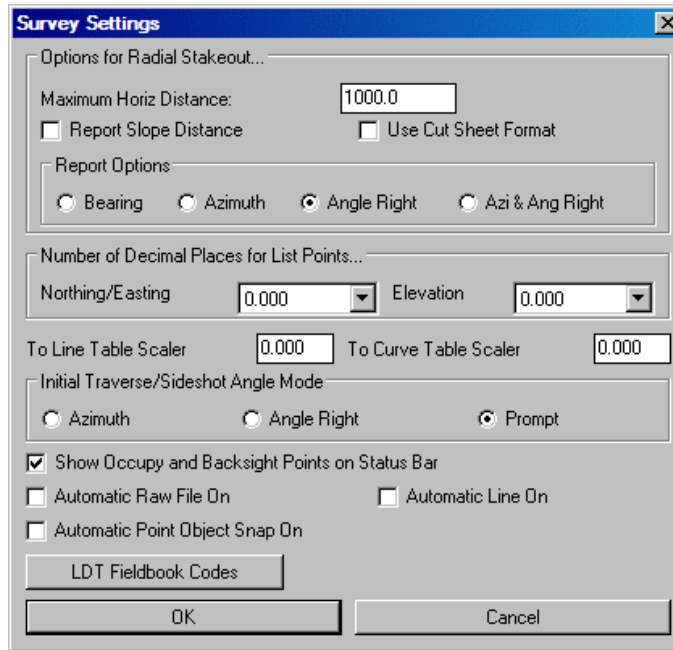 Survey Settings
Options for Radial Stakeout...
Maximum Horiz Distance: 1000.0
Report Slope Distance Use Cut Sheet Format
Report Options
Bearing Azimuth Angle Right Azi & Ang Right
Number of Decimal Places for List Points...
Northing/Easting 0.000 Elevation 0.000
To Line Table Scaler 0.000 To Curve Table Scaler 0.000
Initial Traverse/Sideshot Angle Mode
Azimuth Angle Right Prompt
Show Occupy and Backsight Points on Status Bar
Automatic Raw File On Automatic Line On
Automatic Point Object Snap On
LDT Fieldbook Codes
OK Cancel